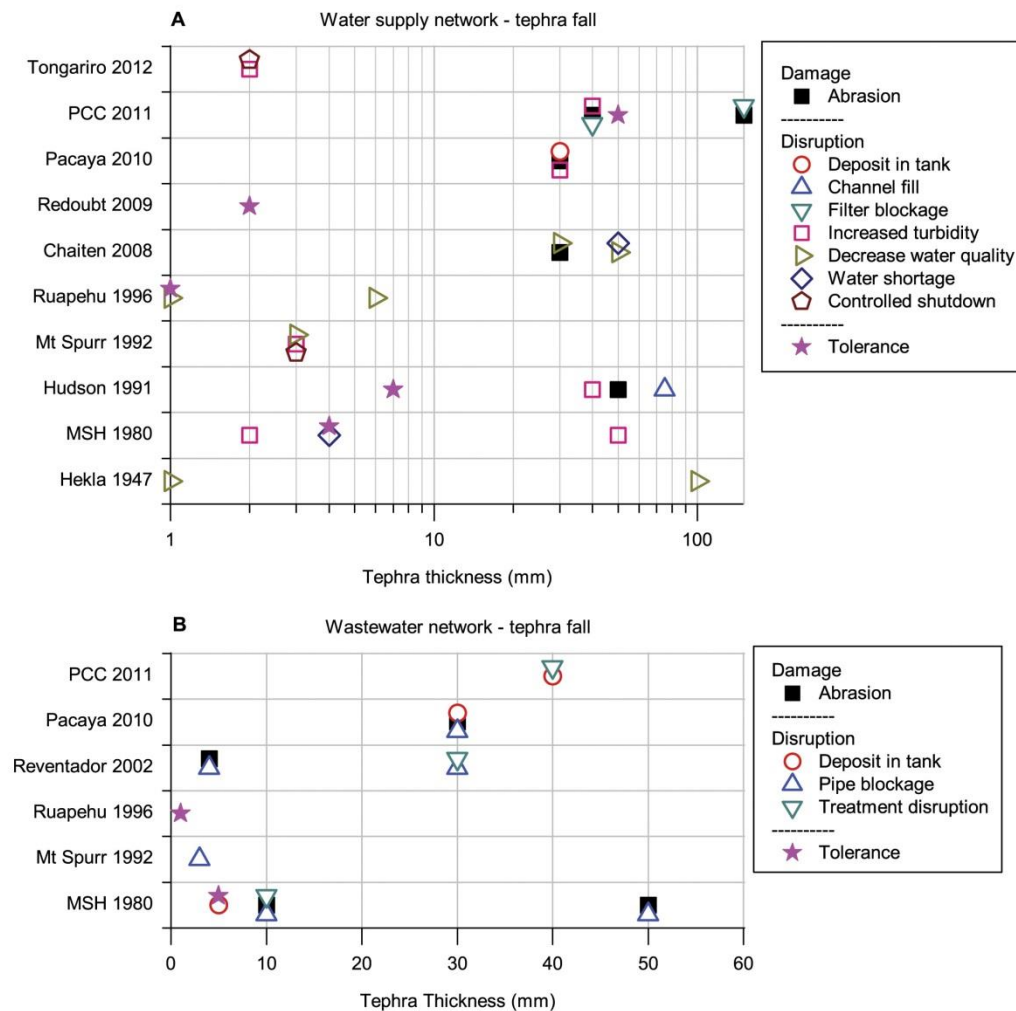 A
Water supply network - tephra fall
Tongariro 2012
PCC 2011
Pacaya 2010
Redoubt 2009
Chaiten 2008
Ruapehu 1996
Mt Spurr 1992
Hudson 1991
MSH 1980
Hekla 1947
1 10 100
Tephra thickness (mm)
Damage
Abrasion
-----------
Disruption
Deposit in tank
Channel fill
Filter blockage
Increased turbidity
Decrease water quality
Water shortage
Controlled shutdown
-----------
Tolerance
B
Wastewater network - tephra fall
PCC 2011
Pacaya 2010
Reventador 2002
Ruapehu 1996
Mt Spurr 1992
MSH 1980
0 10 20 30 40 50 60
Tephra Thickness (mm)
Damage
Abrasion
-----------
Disruption
Deposit in tank
Pipe blockage
Treatment disruption
-----------
Tolerance